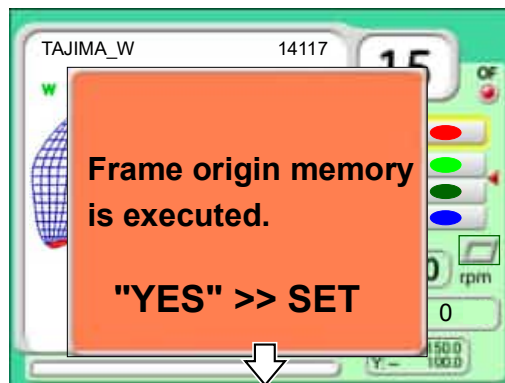 TAJIMA_W 14117
15
OF
W
Frame origin memory
is executed.
"YES" >> SET
rpm
0
150.0
Y: – 100.0